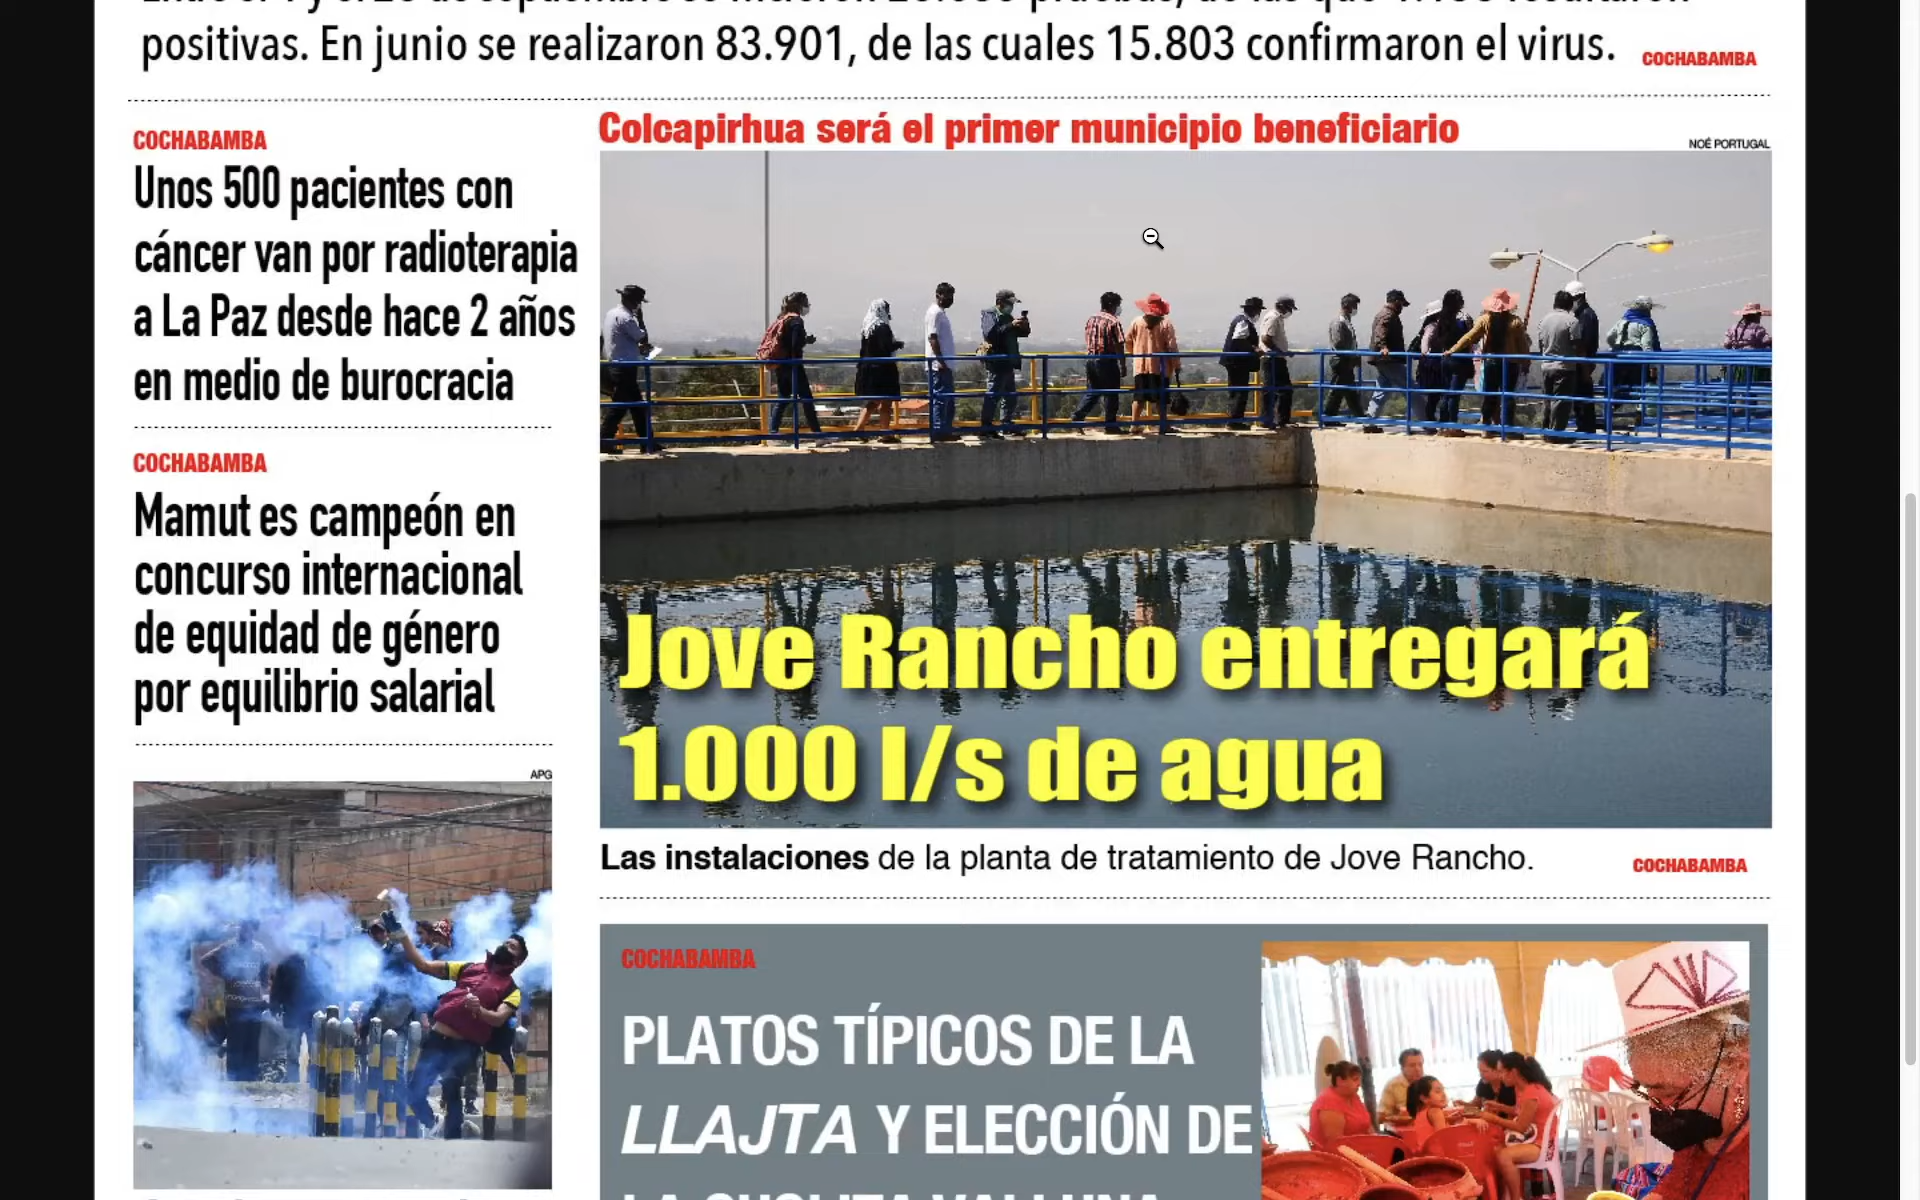 positivas. En junio se realizaron 83.901, de las cuales 15.803 confirmaron el virus. COCHABAMBA
COCHABAMBA
Unos 500 pacientes con
cáncer van por radioterapia
a La Paz desde hace 2 años
en medio de burocracia
COCHABAMBA
Mamut es campeón en
concurso internacional
de equidad de género
por equilibrio salarial
APG
Colcapirhua será el primer municipio beneficiario
NOÉ PORTUGAL
Jove Rancho entregará
1.000 l/s de agua
Las instalaciones de la planta de tratamiento de Jove Rancho.
COCHABAMBA
COCHABAMBA
PLATOS TÍPICOS DE LA
LLAJTA Y ELECCIÓN DE